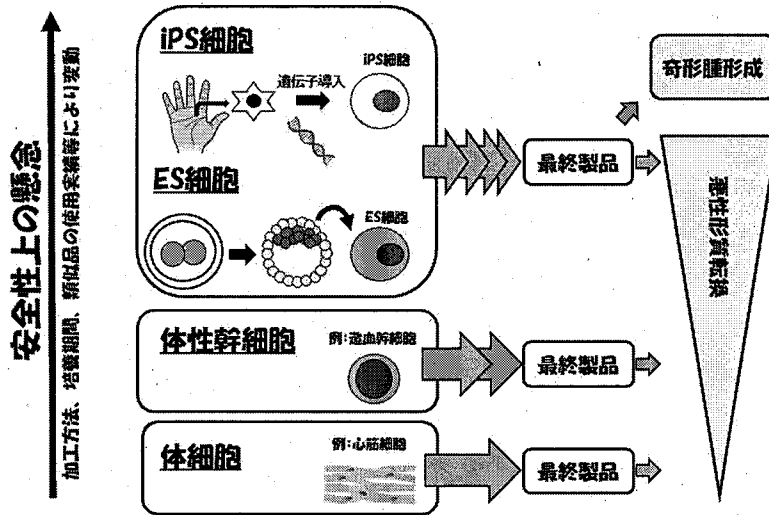 安全性上の懸念
加工方法、培養期間、類似品の使用実績等により変動
iPS細胞
iPS細胞
遺伝子導入
ES細胞
ES細胞
最終製品
奇形腫形成
悪性形質転換
体性幹細胞
例:造血幹細胞
最終製品
体細胞
例:心筋細胞
最終製品